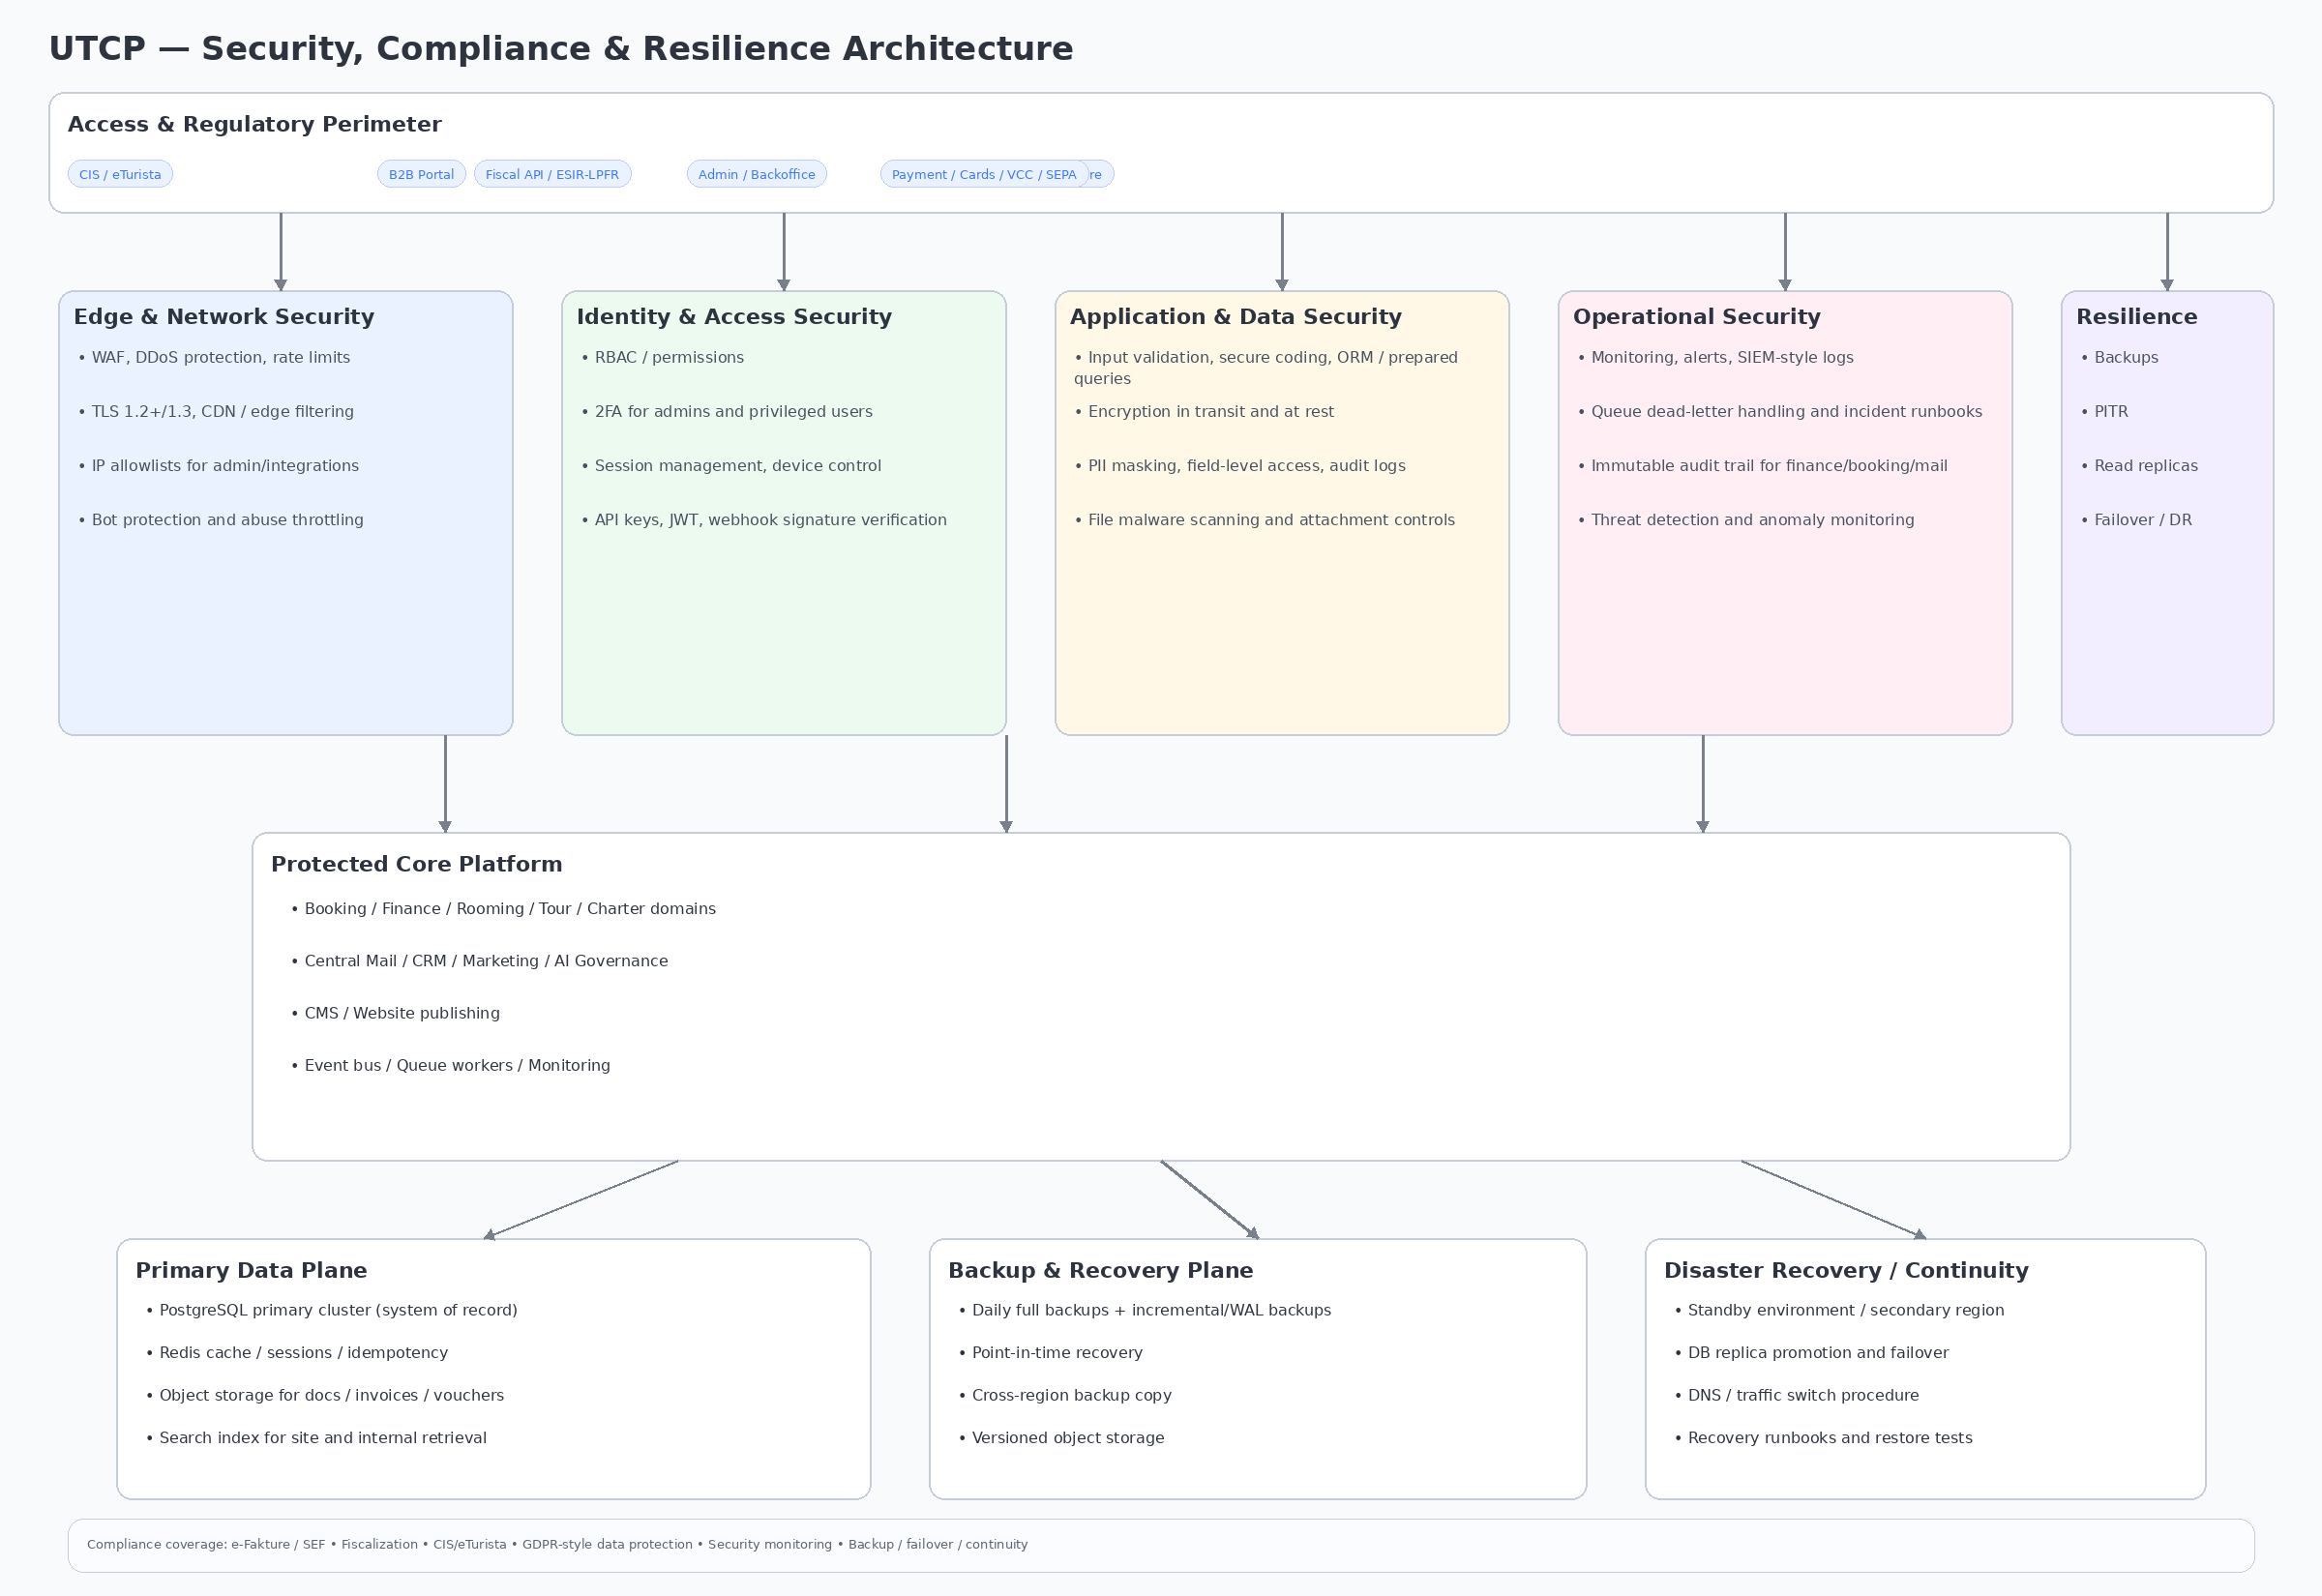 UTCP — Security, Compliance & Resilience Architecture
Access & Regulatory Perimeter
CIS / eTurista
B2B Portal
Fiscal API / ESIR-LPFR
Admin / Backoffice
Payment / Cards / VCC / SEPA
Edge & Network Security
• WAF, DDoS protection, rate limits
• TLS 1.2+/1.3, CDN / edge filtering
• IP allowlists for admin/integrations
• Bot protection and abuse throttling
Identity & Access Security
• RBAC / permissions
• 2FA for admins and privileged users
• Session management, device control
• API keys, JWT, webhook signature verification
Application & Data Security
• Input validation, secure coding, ORM / prepared
queries
• Encryption in transit and at rest
• PII masking, field-level access, audit logs
• File malware scanning and attachment controls
Operational Security
• Monitoring, alerts, SIEM-style logs
• Queue dead-letter handling and incident runbooks
• Immutable audit trail for finance/booking/mail
• Threat detection and anomaly monitoring
Resilience
• Backups
• PITR
• Read replicas
• Failover / DR
Protected Core Platform
• Booking / Finance / Rooming / Tour / Charter domains
• Central Mail / CRM / Marketing / AI Governance
• CMS / Website publishing
• Event bus / Queue workers / Monitoring
Primary Data Plane
• PostgreSQL primary cluster (system of record)
• Redis cache / sessions / idempotency
• Object storage for docs / invoices / vouchers
• Search index for site and internal retrieval
Backup & Recovery Plane
• Daily full backups + incremental/WAL backups
• Point-in-time recovery
• Cross-region backup copy
• Versioned object storage
Disaster Recovery / Continuity
• Standby environment / secondary region
• DB replica promotion and failover
• DNS / traffic switch procedure
• Recovery runbooks and restore tests
Compliance coverage: e-Fakture / SEF • Fiscalization • CIS/eTurista • GDPR-style data protection • Security monitoring • Backup / failover / continuity